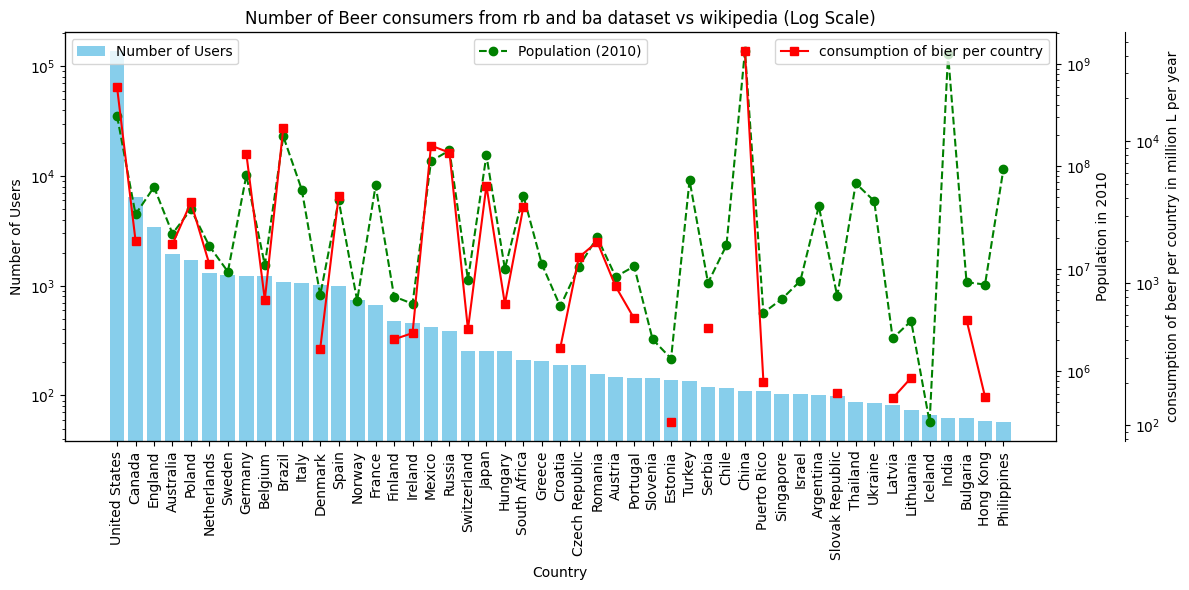 Number of Beer consumers from rb and ba dataset vs wikipedia (Log Scale)
Number of Users
Population (2010)
consumption of bier per country
Number of Users
10^5
10^4
10^3
10^2
10^9
10^8
10^7
10^6
Population in 2010
10^4
10^3
10^2
consumption of beer per country in million L per year
United States
Canada
England
Australia
Poland
Netherlands
Sweden
Germany
Belgium
Brazil
Italy
Denmark
Spain
Norway
France
Finland
Ireland
Mexico
Russia
Switzerland
Japan
Hungary
South Africa
Greece
Croatia
Czech Republic
Romania
Austria
Portugal
Slovenia
Estonia
Turkey
Serbia
Chile
China
Puerto Rico
Singapore
Israel
Argentina
Slovak Republic
Thailand
Ukraine
Latvia
Lithuania
Iceland
India
Bulgaria
Hong Kong
Philippines
Country